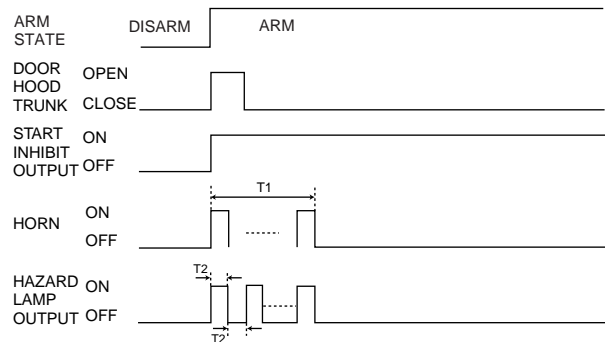 ARM STATE DISARM ARM
DOOR HOOD TRUNK OPEN CLOSE
START INHIBIT OUTPUT ON OFF
T1
HORN ON OFF
T2
HAZARD LAMP OUTPUT ON OFF
T2